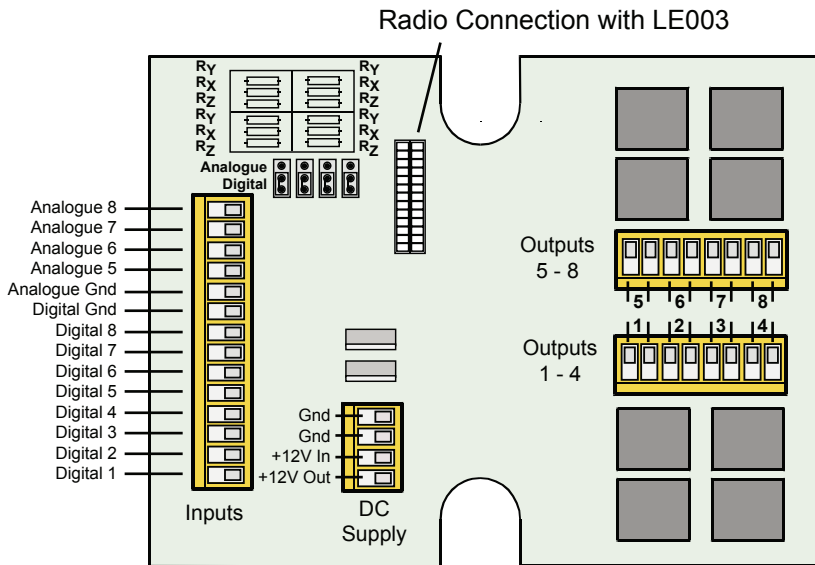 Radio Connection with LE003
RY
RX
RZ
RY
RX
RZ
RY
RX
RZ
RY
RX
RZ
Analogue
Digital
Analogue 8
Analogue 7
Analogue 6
Analogue 5
Analogue Gnd
Digital Gnd
Digital 8
Digital 7
Digital 6
Digital 5
Digital 4
Digital 3
Digital 2
Digital 1
Inputs
Gnd
Gnd
+12V In
+12V Out
DC
Supply
Outputs
5 - 8
5 6 7 8
1 2 3 4
Outputs
1 - 4